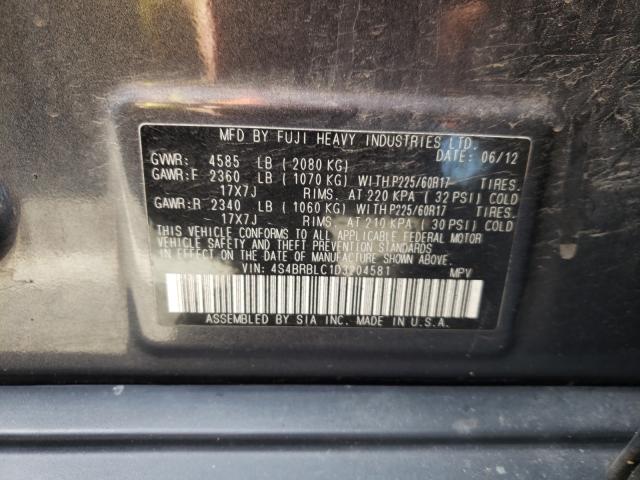 MFD BY FUJI HEAVY INDUSTRIES LTD.
DATE: 06/12
GVWR: 4585 LB ( 2080 KG)
GAWR:F 2360 LB ( 1070 KG) WITH P225/60R17 TIRES.
17X7J RIMS. AT 220 KPA ( 32 PSI) COLD
GAWR:R 2340 LB ( 1060 KG) WITH P225/60R17 TIRES.
17X7J RIMS. AT 210 KPA ( 30 PSI) COLD
THIS VEHICLE CONFORMS TO ALL APPLICABLE FEDERAL MOTOR
VEHICLE SAFETY AND THEFT PREVENTION STANDARDS
IN EFFECT ON THE DATE OF MANUFACTURE SHOWN ABOVE.
VIN: 4S4BRBLC1D3204581 MPV
ASSEMBLED BY SIA INC. MADE IN U.S.A.